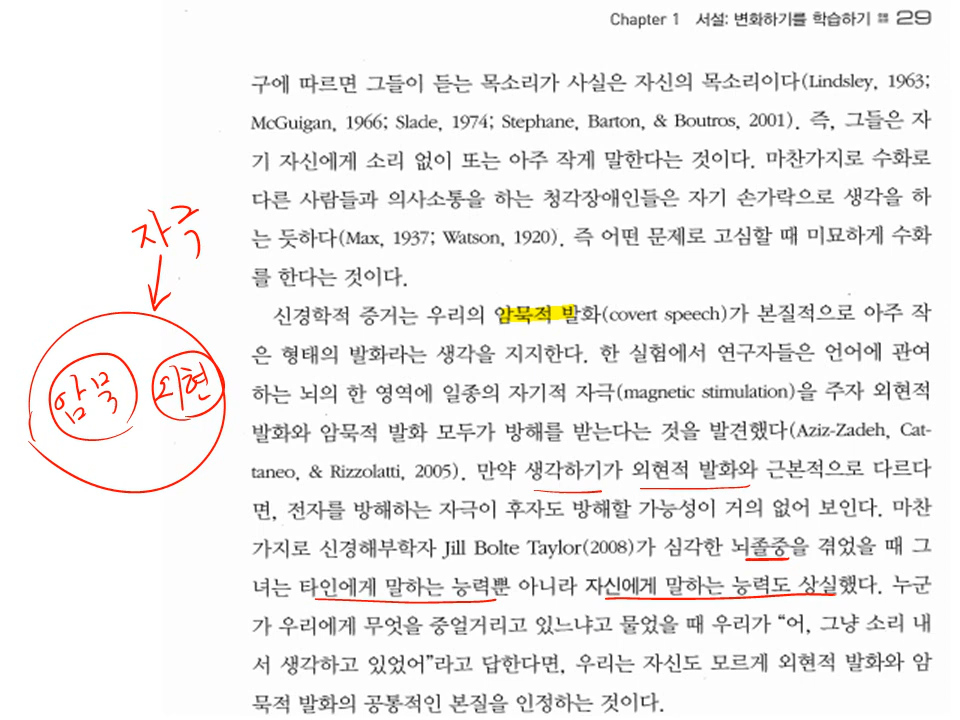 Chapter 1 서설: 변화하기를 학습하기 29
구에 따르면 그들이 듣는 목소리가 사실은 자신의 목소리이다(Lindsley, 1963;
McGuigan, 1966; Slade, 1974; Stephane, Barton, & Boutros, 2001). 즉, 그들은 자
기 자신에게 소리 없이 또는 아주 작게 말한다는 것이다. 마찬가지로 수화로
다른 사람들과 의사소통을 하는 청각장애인들은 자기 손가락으로 생각을 하
는 듯하다(Max, 1937; Watson, 1920). 즉 어떤 문제로 고심할 때 미묘하게 수화
를 한다는 것이다.
신경학적 증거는 우리의 암묵적 발화(covert speech)가 본질적으로 아주 작
은 형태의 발화라는 생각을 지지한다. 한 실험에서 연구자들은 언어에 관여
하는 뇌의 한 영역에 일종의 자기적 자극(magnetic stimulation)을 주자 외현적
발화와 암묵적 발화 모두가 방해를 받는다는 것을 발견했다(Aziz-Zadeh, Cat-
taneo, & Rizzolatti, 2005). 만약 생각하기가 외현적 발화와 근본적으로 다르다
면, 전자를 방해하는 자극이 후자도 방해할 가능성이 거의 없어 보인다. 마찬
가지로 신경해부학자 Jill Bolte Taylor(2008)가 심각한 뇌졸중을 겪었을 때 그
녀는 타인에게 말하는 능력뿐 아니라 자신에게 말하는 능력도 상실했다. 누군
가 우리에게 무엇을 중얼거리고 있느냐고 물었을 때 우리가 “어, 그냥 소리 내
서 생각하고 있었어”라고 답한다면, 우리는 자신도 모르게 외현적 발화와 암
묵적 발화의 공통적인 본질을 인정하는 것이다.
자극
암묵 외현